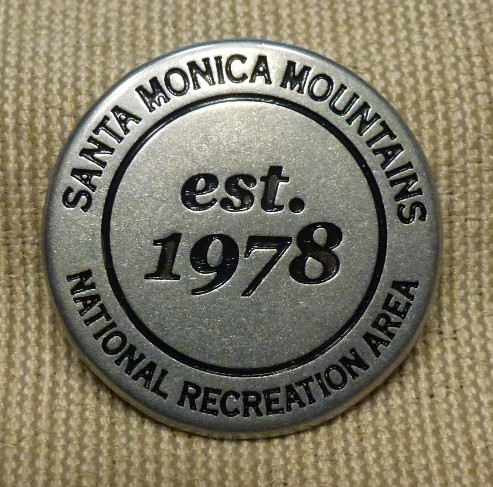 SANTA MONICA MOUNTAINS
est.
1978
NATIONAL RECREATION AREA